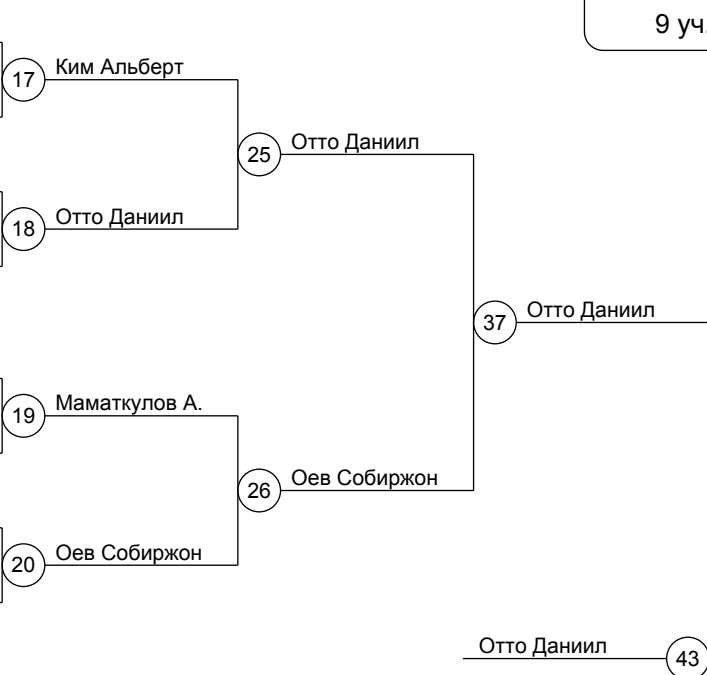 9 уч.
17 Ким Альберт
25 Отто Даниил
18 Отто Даниил
37 Отто Даниил
19 Маматкулов А.
26 Оев Собиржон
20 Оев Собиржон
Отто Даниил 43